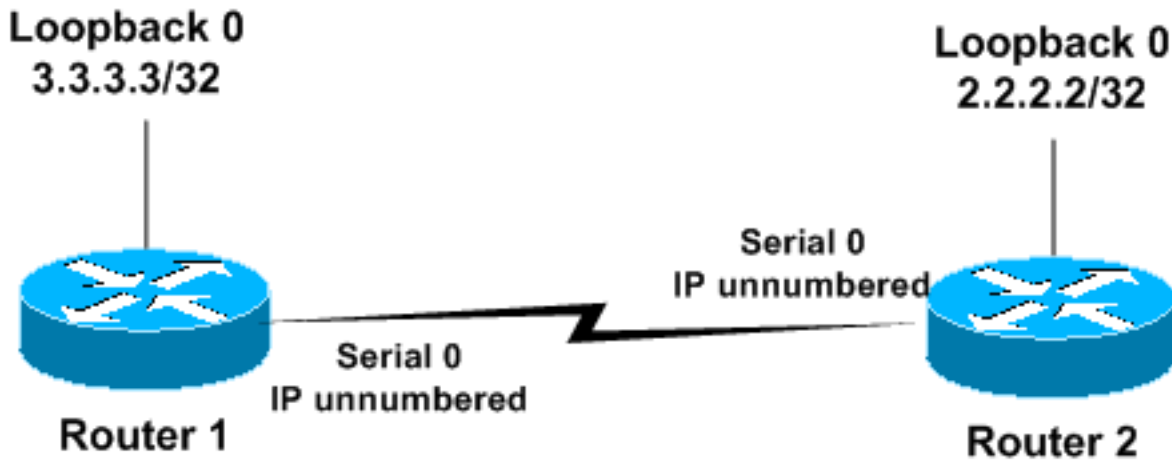 Loopback 0
3.3.3.3/32
Loopback 0
2.2.2.2/32
Serial 0
IP unnumbered
Serial 0
IP unnumbered
Router 1
Router 2